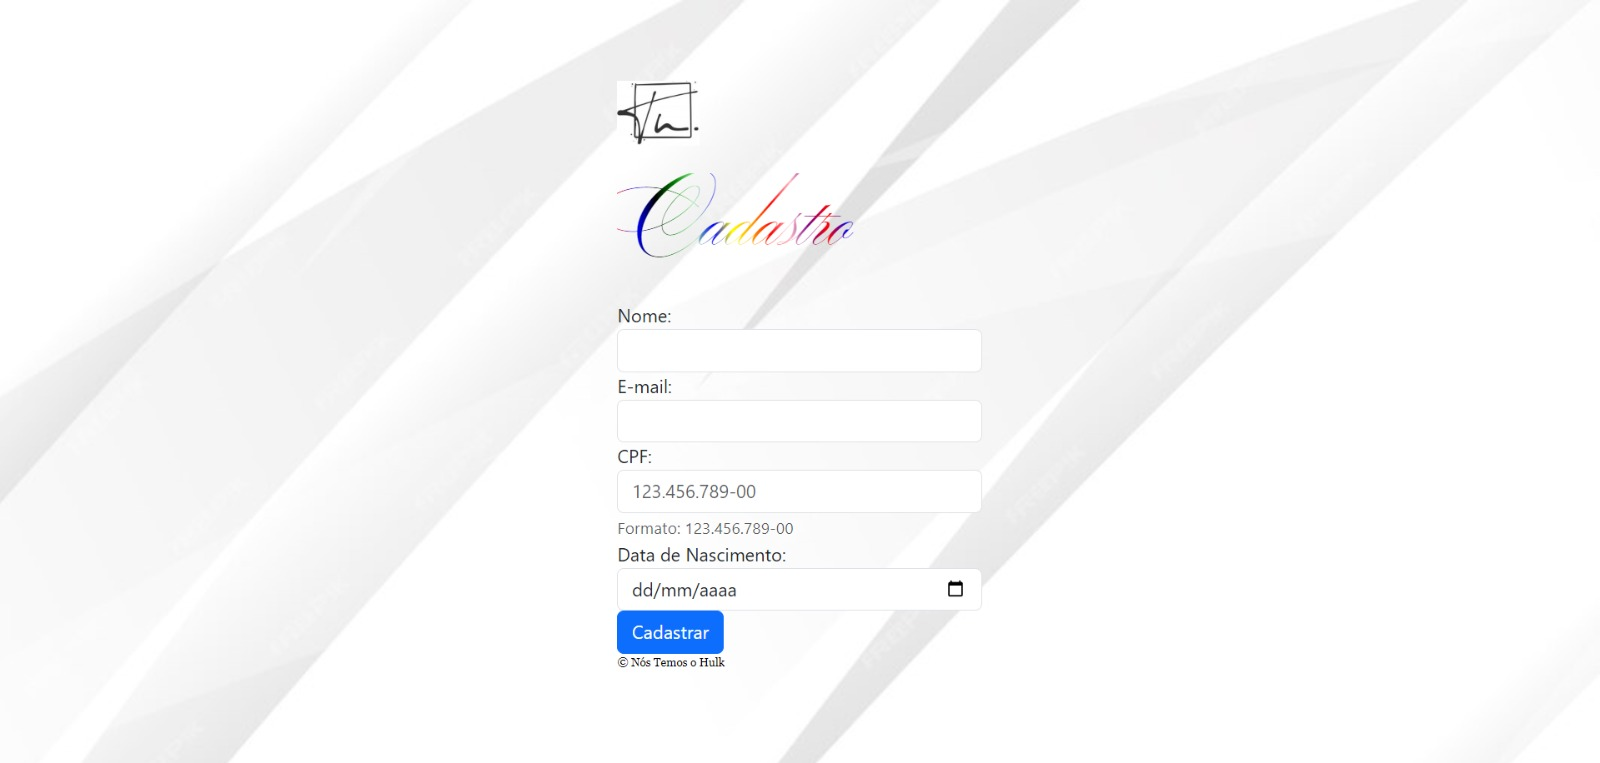 Th.
Cadastro
Nome:
E-mail:
CPF:
123.456.789-00
Formato: 123.456.789-00
Data de Nascimento:
dd/mm/aaaa
Cadastrar
© Nós Temos o Hulk